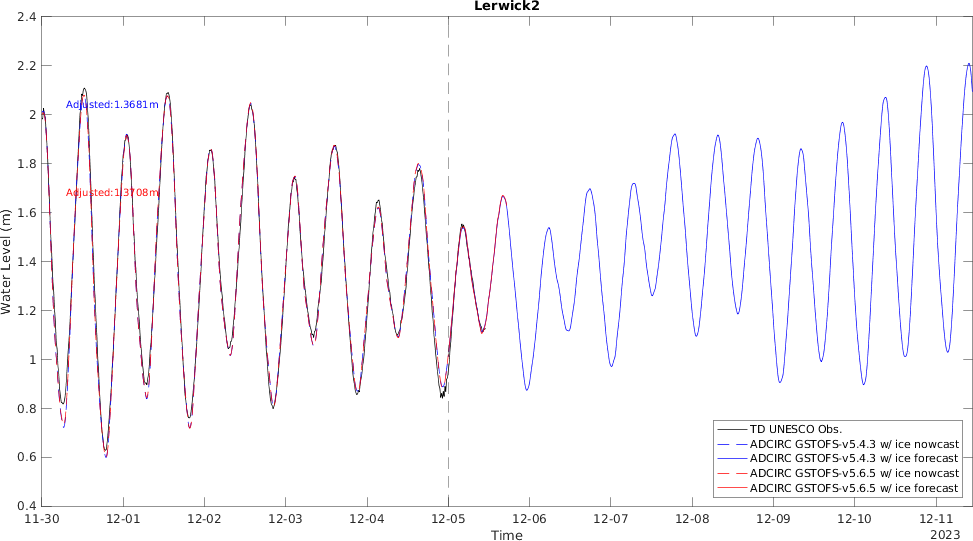 Lerwick2
2.4
2.2
2
1.8
1.6
1.4
1.2
1
0.8
0.6
0.4
Water Level (m)
Adjusted:1.3681m
Adjusted:1.3708m
TD UNESCO Obs.
ADCIRC GSTOFS-v5.4.3 w/ ice nowcast
ADCIRC GSTOFS-v5.4.3 w/ ice forecast
ADCIRC GSTOFS-v5.6.5 w/ ice nowcast
ADCIRC GSTOFS-v5.6.5 w/ ice forecast
11-30 12-01 12-02 12-03 12-04 12-05 12-06 12-07 12-08 12-09 12-10 12-11
Time
2023